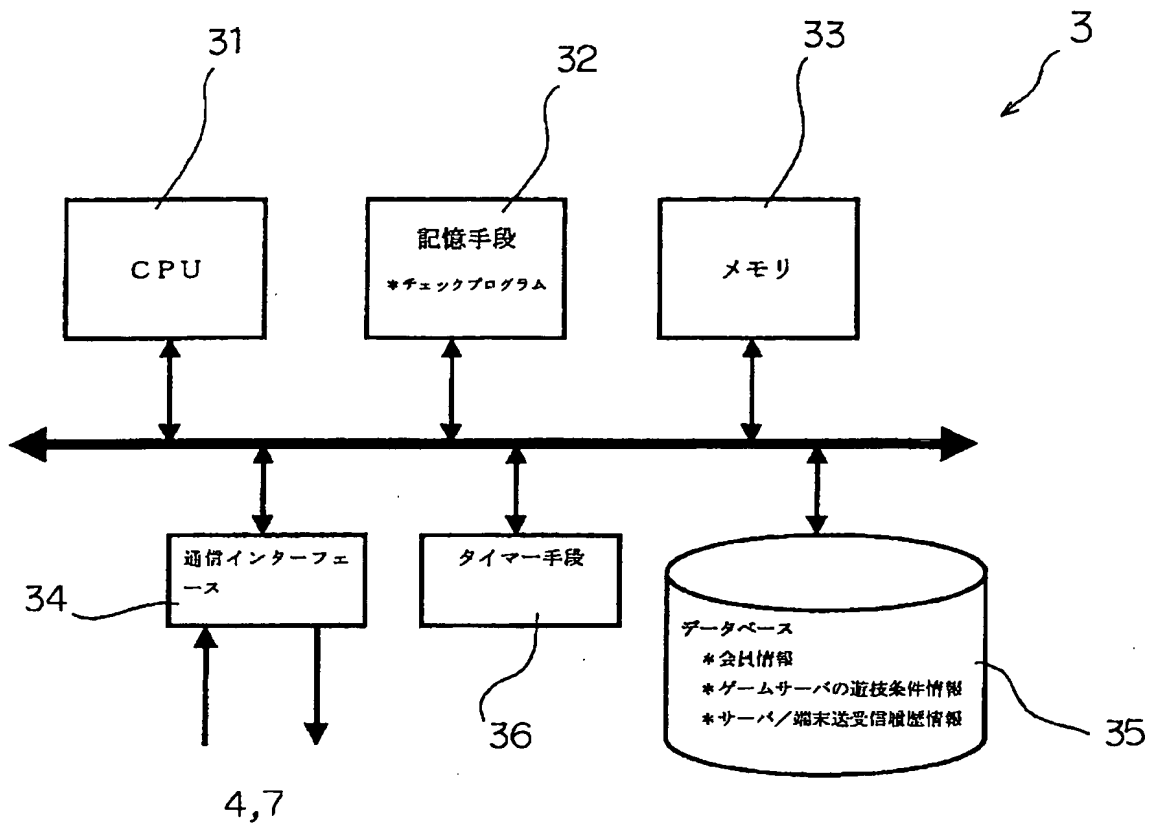 31
32
33
3
CPU
記憶手段
*チェックプログラム
メモリ
通信インターフェ
ース
34
タイマー手段
36
データベース
*会員情報
*ゲームサーバの遊技条件情報
*サーバ/端末送受信履歴情報
35
4,7